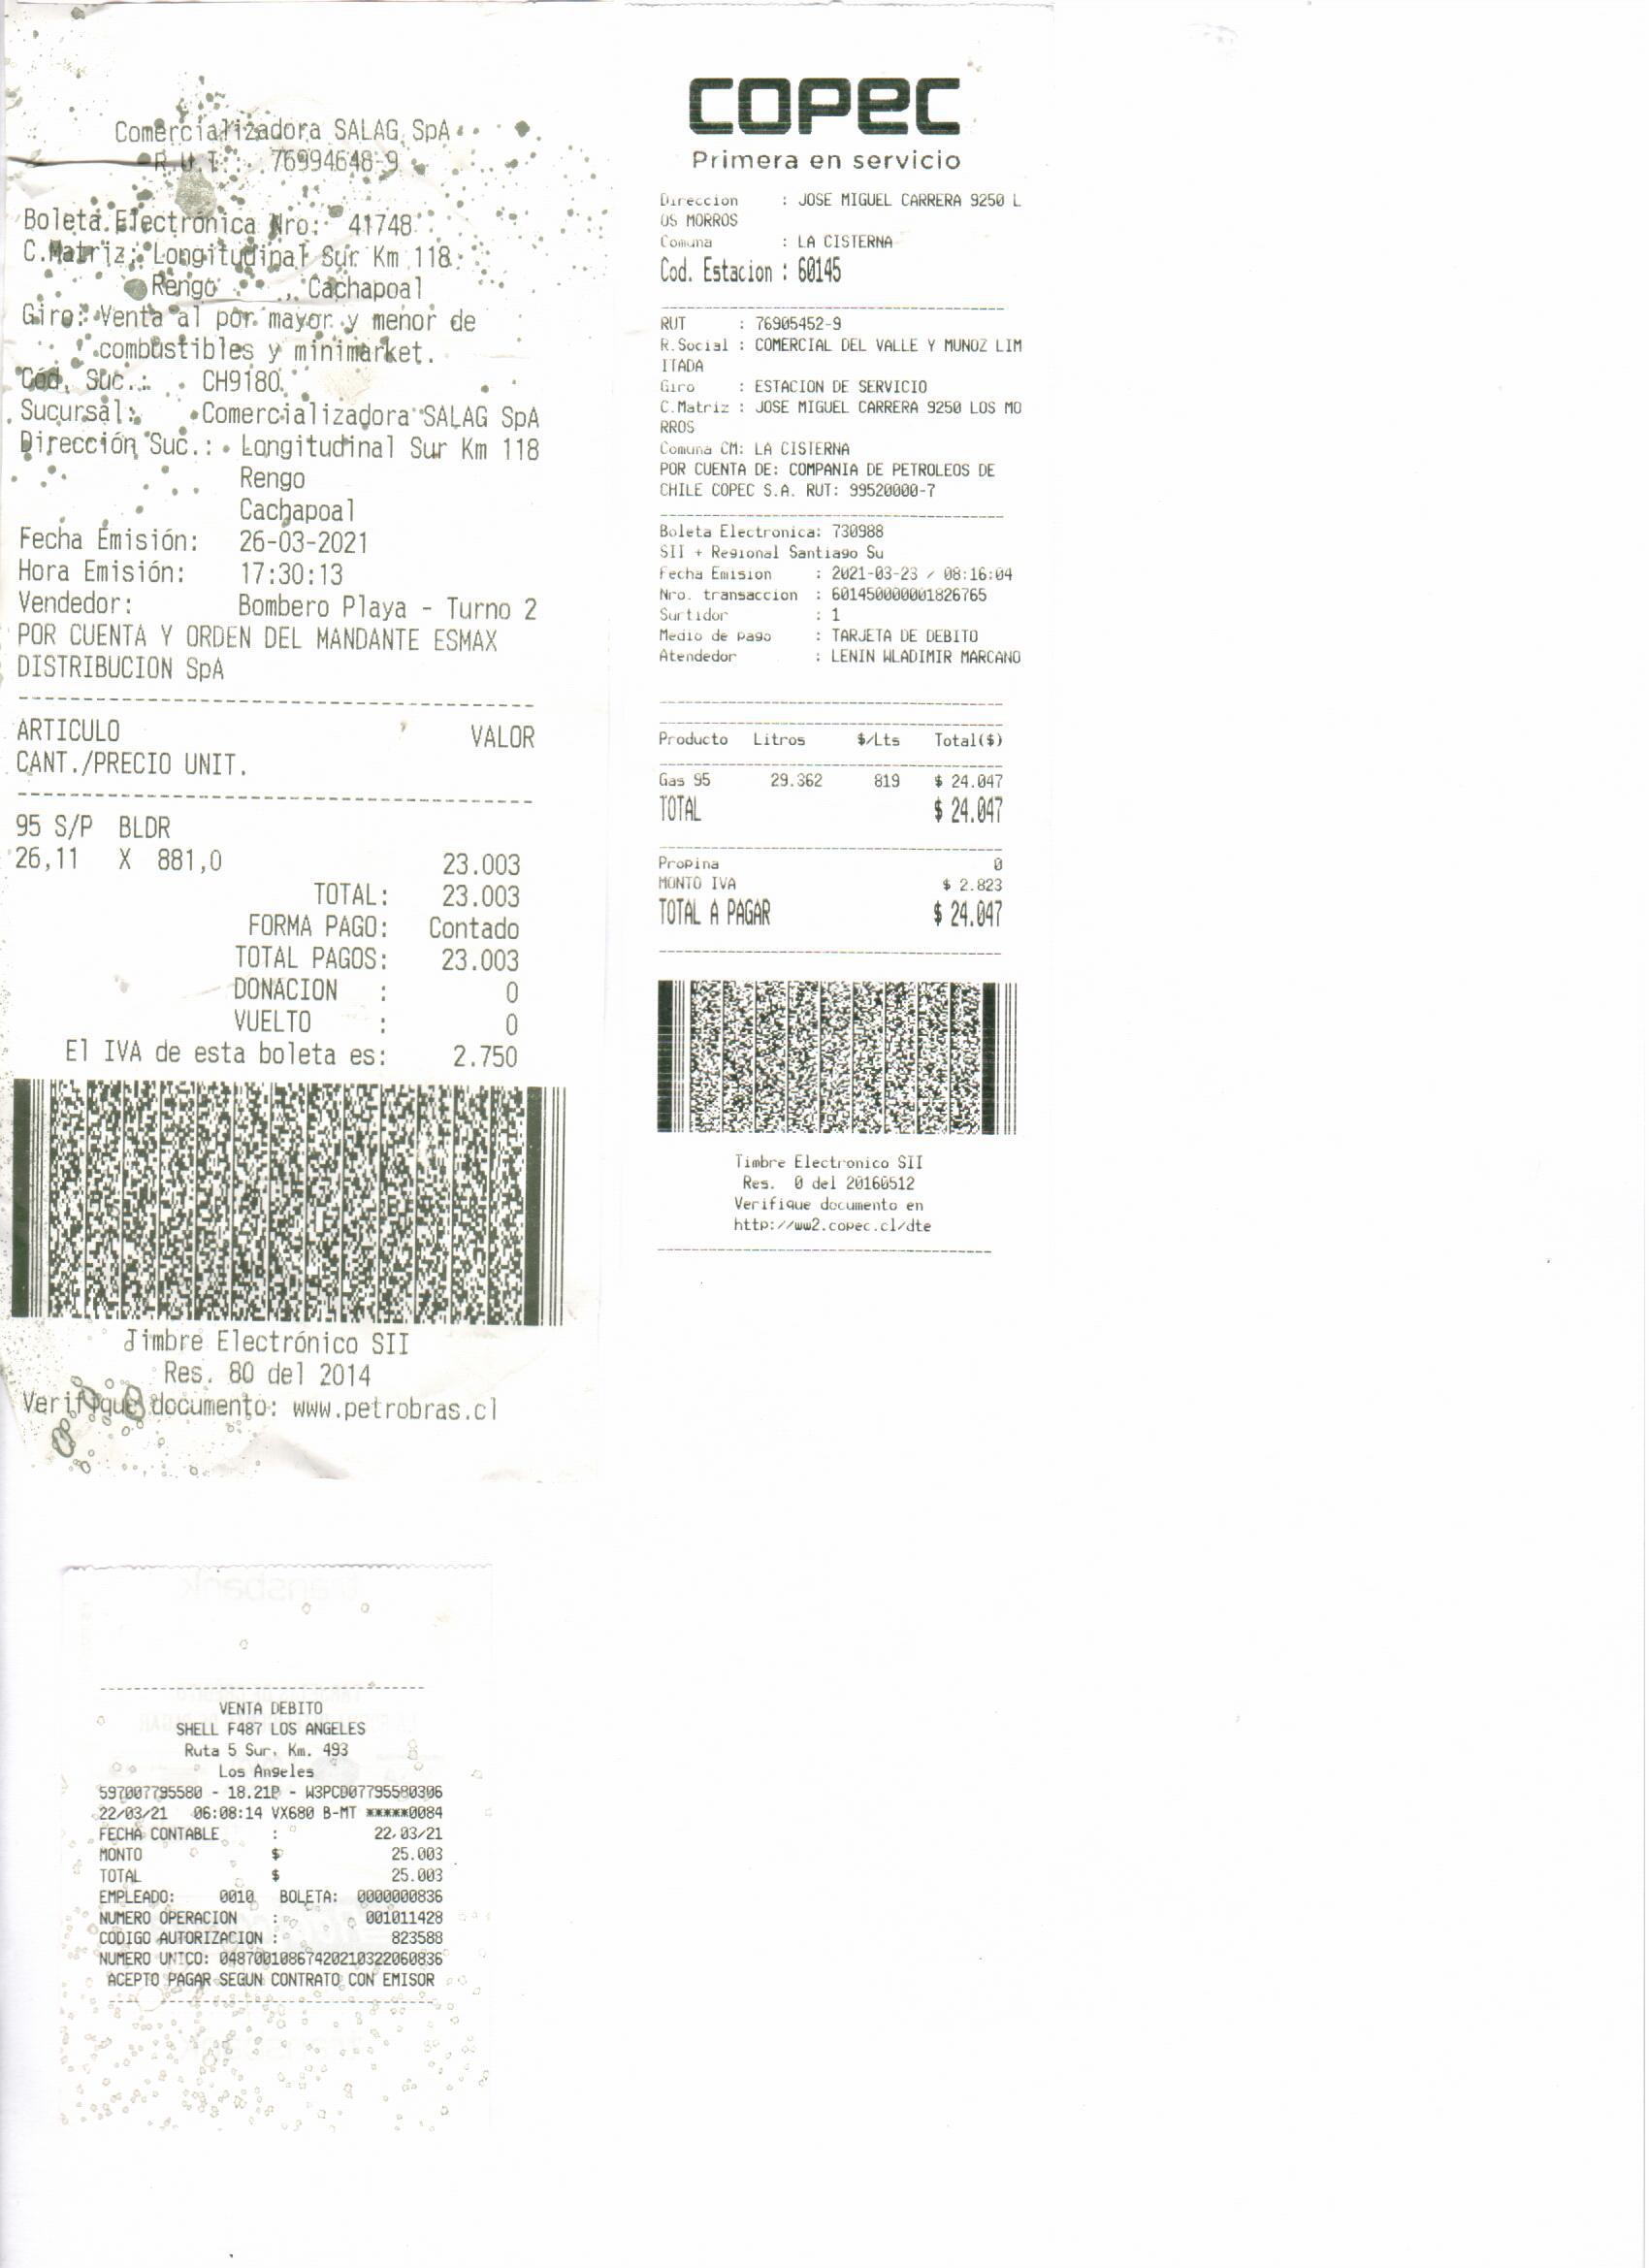 Comercializadora SALAG SpA
R.U.T.: 76994648-9
Boleta Electrónica Nro: 41748
C.Matriz: Longitudinal Sur Km 118
Rengo , Cachapoal
Giro: Venta al por mayor y menor de
combustibles y minimarket.
Cód. Suc.: CH9180
Sucursal: Comercializadora SALAG SpA
Dirección Suc.: Longitudinal Sur Km 118
Rengo
Cachapoal
Fecha Emisión: 26-03-2021
Hora Emisión: 17:30:13
Vendedor: Bombero Playa - Turno 2
POR CUENTA Y ORDEN DEL MANDANTE ESMAX
DISTRIBUCION SpA
ARTICULO VALOR
CANT./PRECIO UNIT.
95 S/P BLDR
26,11 X 881,0 23.003
TOTAL: 23.003
FORMA PAGO: Contado
TOTAL PAGOS: 23.003
DONACION : 0
VUELTO : 0
El IVA de esta boleta es: 2.750
Timbre Electrónico SII
Res. 80 del 2014
Verifique documento: www.petrobras.cl
COPEC
Primera en servicio
Direccion : JOSE MIGUEL CARRERA 9250 L
OS MORROS
Comuna : LA CISTERNA
Cod. Estacion : 60145
RUT : 76905452-9
R.Social : COMERCIAL DEL VALLE Y MUNOZ LIM
ITADA
Giro : ESTACION DE SERVICIO
C.Matriz : JOSE MIGUEL CARRERA 9250 LOS MO
RROS
Comuna CM: LA CISTERNA
POR CUENTA DE: COMPANIA DE PETROLEOS DE
CHILE COPEC S.A. RUT: 99520000-7
Boleta Electronica: 730988
SII + Regional Santiago Su
Fecha Emision : 2021-03-23 / 08:16:04
Nro. transaccion : 601450000001826765
Surtidor : 1
Medio de pago : TARJETA DE DEBITO
Atendedor : LENIN WLADIMIR MARCANO
Producto Litros $/Lts Total($)
Gas 95 29.362 819 $ 24.047
TOTAL $ 24.047
Propina 0
MONTO IVA $ 2.823
TOTAL A PAGAR $ 24.047
Timbre Electronico SII
Res. 0 del 20160512
Verifique documento en
http://ww2.copec.cl/dte
VENTA DEBITO
SHELL F487 LOS ANGELES
Ruta 5 Sur, Km. 493
Los Angeles
597007795580 - 18.21P - W3PCD07795580306
22/03/21 06:08:14 VX680 B-MT *****0084
FECHA CONTABLE : 22/03/21
MONTO $ 25.003
TOTAL $ 25.003
EMPLEADO: 0010 BOLETA: 0000000836
NUMERO OPERACION : 001011428
CODIGO AUTORIZACION : 823588
NUMERO UNICO: 04870010867420210322060836
ACEPTO PAGAR SEGUN CONTRATO CON EMISOR